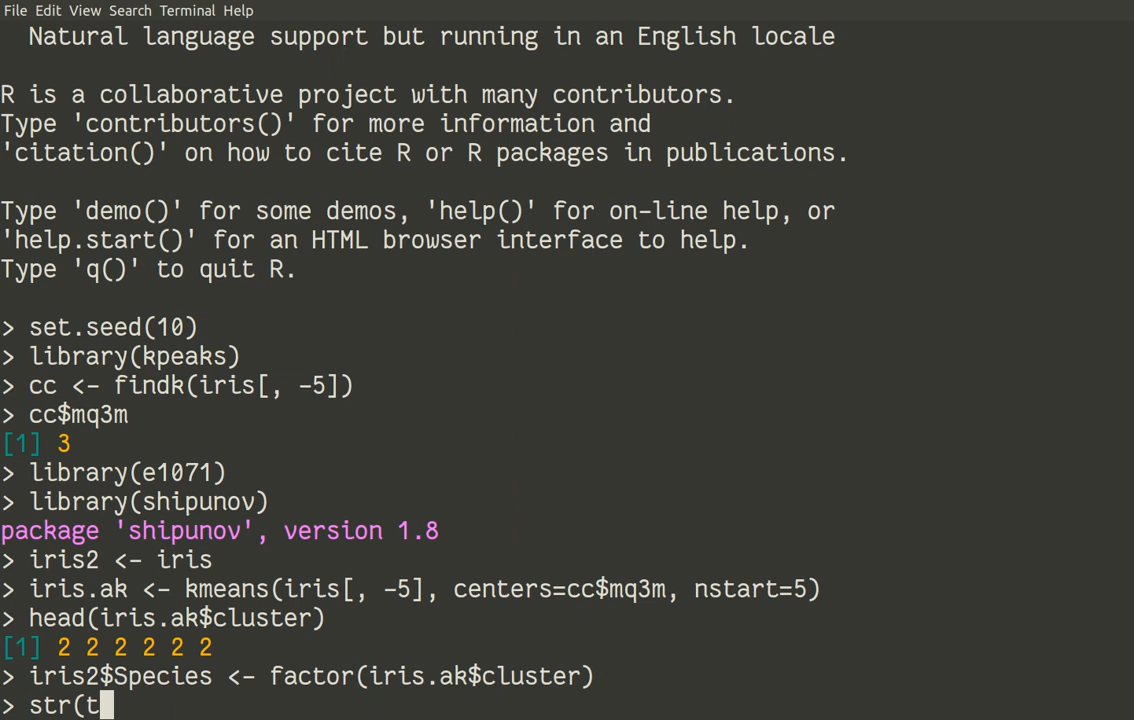 File Edit View Search Terminal Help
Natural language support but running in an English locale
R is a collaborative project with many contributors.
Type 'contributors()' for more information and
'citation()' on how to cite R or R packages in publications.
Type 'demo()' for some demos, 'help()' for on-line help, or
'help.start()' for an HTML browser interface to help.
Type 'q()' to quit R.
> set.seed(10)
> library(kpeaks)
> cc <- findk(iris[, -5])
> cc$mq3m
[1] 3
> library(e1071)
> library(shipunov)
package 'shipunov', version 1.8
> iris2 <- iris
> iris.ak <- kmeans(iris[, -5], centers=cc$mq3m, nstart=5)
> head(iris.ak$cluster)
[1] 2 2 2 2 2 2
> iris2$Species <- factor(iris.ak$cluster)
> str(t